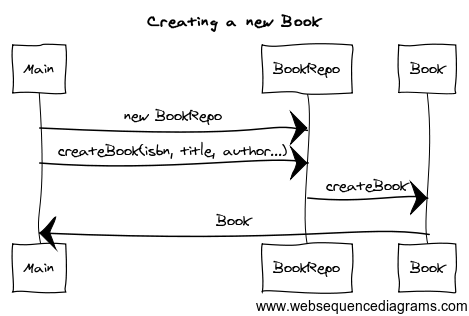 Creating a new Book
Main BookRepo Book
new BookRepo
createBook(isbn, title, author...)
createBook
Book
Main BookRepo Book
www.websequencediagrams.com